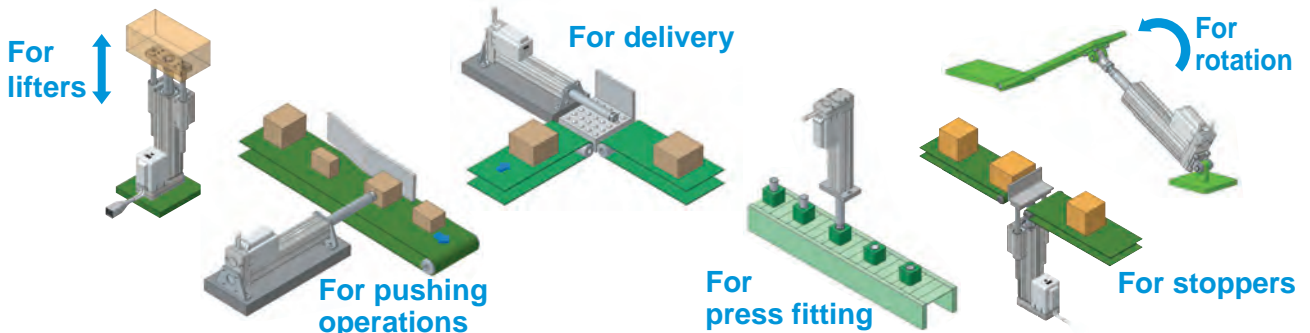 For
lifters
For pushing
operations
For delivery
For
press fitting
For
rotation
For stoppers